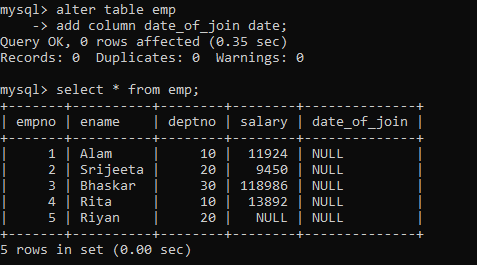 mysql> alter table emp
    -> add column date_of_join date;
Query OK, 0 rows affected (0.35 sec)
Records: 0  Duplicates: 0  Warnings: 0

mysql> select * from emp;
+-------+----------+--------+--------+--------------+
| empno | ename    | deptno | salary | date_of_join |
+-------+----------+--------+--------+--------------+
|     1 | Alam     |     10 |  11924 | NULL         |
|     2 | Srijeeta |     20 |   9450 | NULL         |
|     3 | Bhaskar  |     30 | 118986 | NULL         |
|     4 | Rita     |     10 |  13892 | NULL         |
|     5 | Riyan    |     20 |   NULL | NULL         |
+-------+----------+--------+--------+--------------+
5 rows in set (0.00 sec)